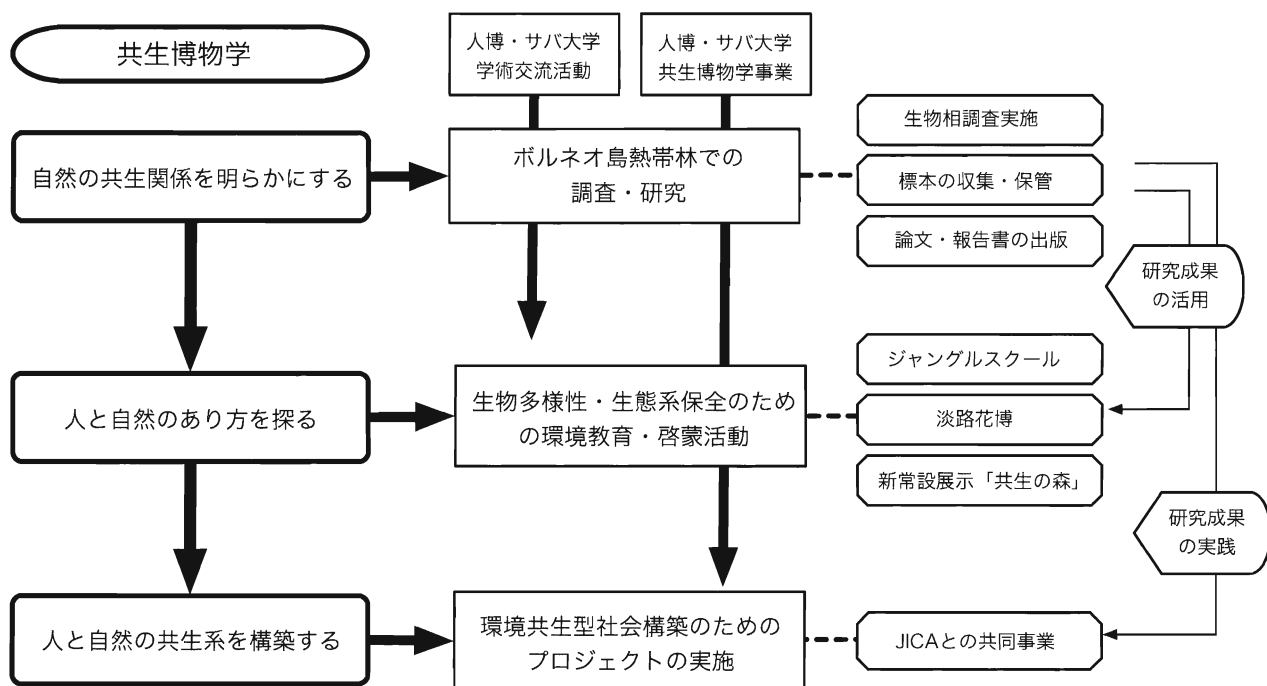 共生博物学
人博・サバ大学
学術交流活動
人博・サバ大学
共生博物学事業
自然の共生関係を明らかにする
ボルネオ島熱帯林での
調査・研究
生物相調査実施
標本の収集・保管
論文・報告書の出版
研究成果
の活用
人と自然のあり方を探る
生物多様性・生態系保全のため
の環境教育・啓蒙活動
ジャングルスクール
淡路花博
新常設展示「共生の森」
研究成果
の実践
人と自然の共生系を構築する
環境共生型社会構築のための
プロジェクトの実施
JICAとの共同事業